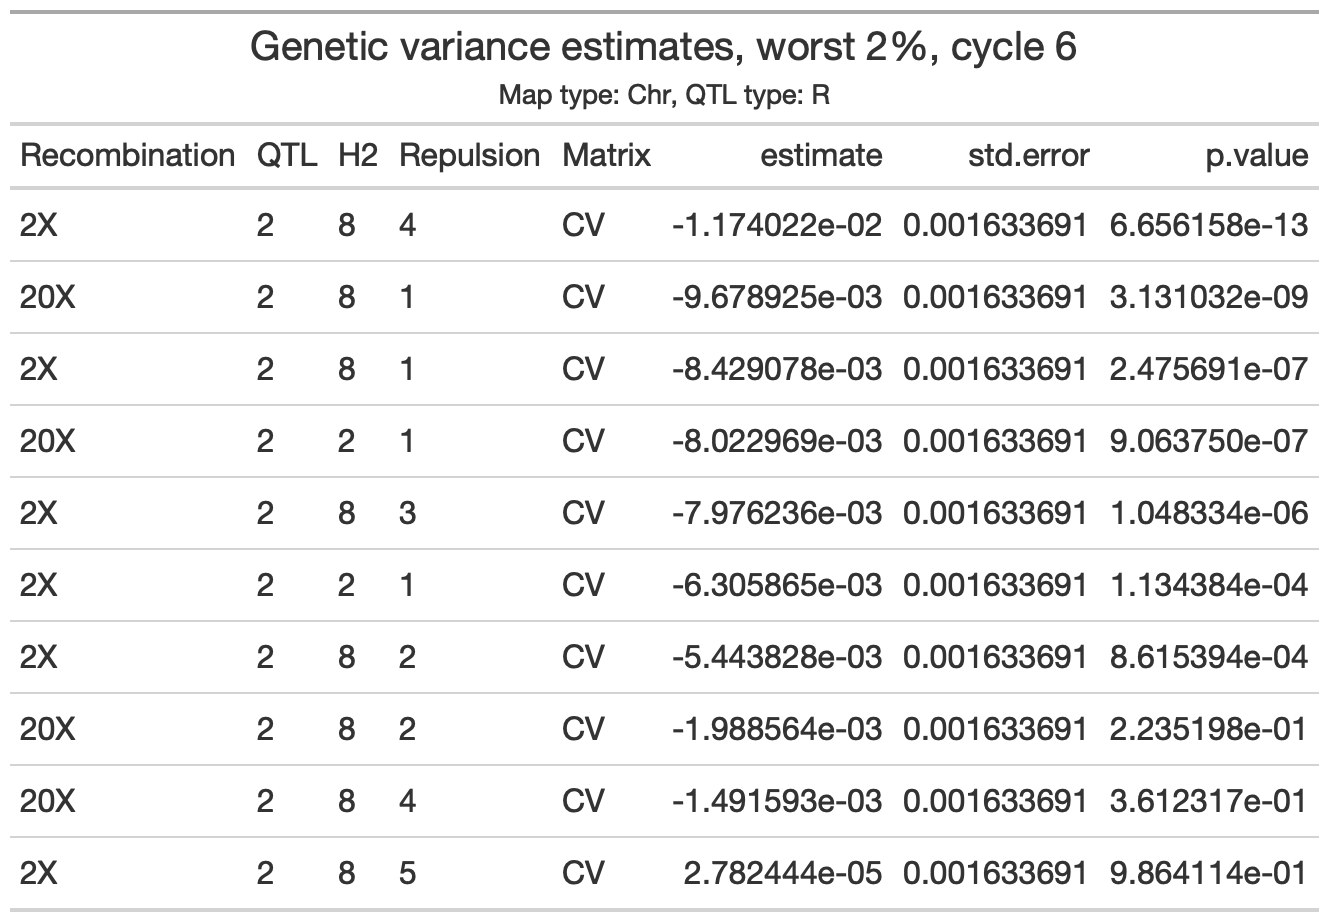 Genetic variance estimates, worst 2%, cycle 6
Map type: Chr, QTL type: R
Recombination QTL H2 Repulsion Matrix estimate std.error p.value
2X 2 8 4 CV -1.174022e-02 0.001633691 6.656158e-13
20X 2 8 1 CV -9.678925e-03 0.001633691 3.131032e-09
2X 2 8 1 CV -8.429078e-03 0.001633691 2.475691e-07
20X 2 2 1 CV -8.022969e-03 0.001633691 9.063750e-07
2X 2 8 3 CV -7.976236e-03 0.001633691 1.048334e-06
2X 2 2 1 CV -6.305865e-03 0.001633691 1.134384e-04
2X 2 8 2 CV -5.443828e-03 0.001633691 8.615394e-04
20X 2 8 2 CV -1.988564e-03 0.001633691 2.235198e-01
20X 2 8 4 CV -1.491593e-03 0.001633691 3.612317e-01
2X 2 8 5 CV 2.782444e-05 0.001633691 9.864114e-01